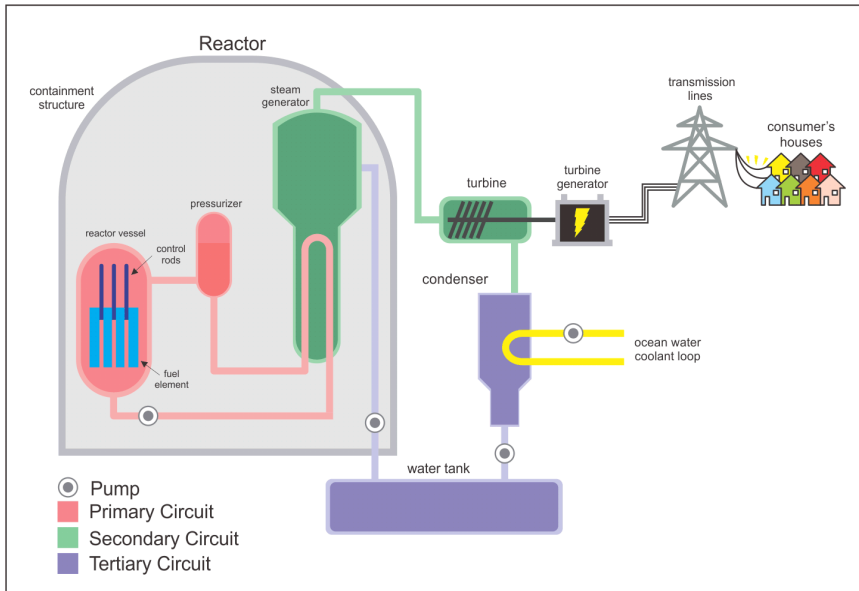 Reactor
containment
structure
steam
generator
transmission
lines
consumer's
houses
turbine
turbine
generator
pressurizer
reactor vessel
control
rods
condenser
ocean water
coolant loop
fuel
element
water tank
Pump
Primary Circuit
Secondary Circuit
Tertiary Circuit